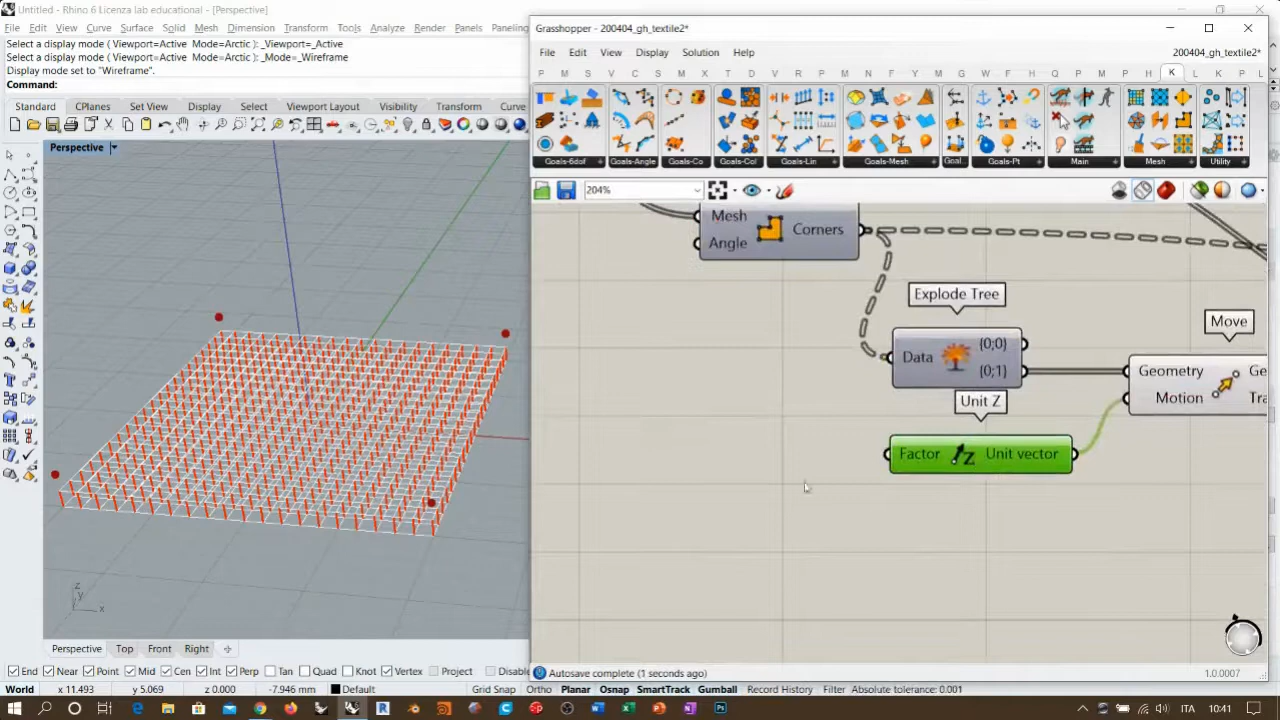 Untitled - Rhino 6 Licenza lab educational - [Perspective]
File Edit View Curve Surface Solid Mesh Dimension Transform Tools Analyze Render Panels
Select a display mode ( Viewport=Active Mode=Arctic ): _Viewport=_Active
Select a display mode ( Viewport=Active Mode=Arctic ): _Mode=_Wireframe
Display mode set to "Wireframe".
Command:
Standard CPlanes Set View Display Select Viewport Layout Visibility Transform Curve
Perspective
Grasshopper - 200404_gh_textile2*
File Edit View Display Solution Help 200404_gh_textile2*
P M S V C S M X T D V R M N F H G A H F D Q P M P H K L K P L
Goals-6dof Goals-Angle Goals-Co Goals-Col Goals-Lin Goals-Mesh Goal... Goals-Pt Main Mesh Utility
204%
Mesh
Corners
Angle
Explode Tree
Move
Data {0;0}
{0;1}
Geometry Ge
Motion Tra
Unit Z
Factor Z Unit vector
z
y
x
Perspective Top Front Right
Autosave complete (1 seconds ago) 1.0.0007
End Near Point Mid Cen Int Perp Tan Quad Knot Vertex Project Disable
World x 11.493 y 5.069 z 0.000 -7.946 mm Default Grid Snap Ortho Planar Osnap SmartTrack Gumball Record History Filter Absolute tolerance: 0.001
ITA 10:41